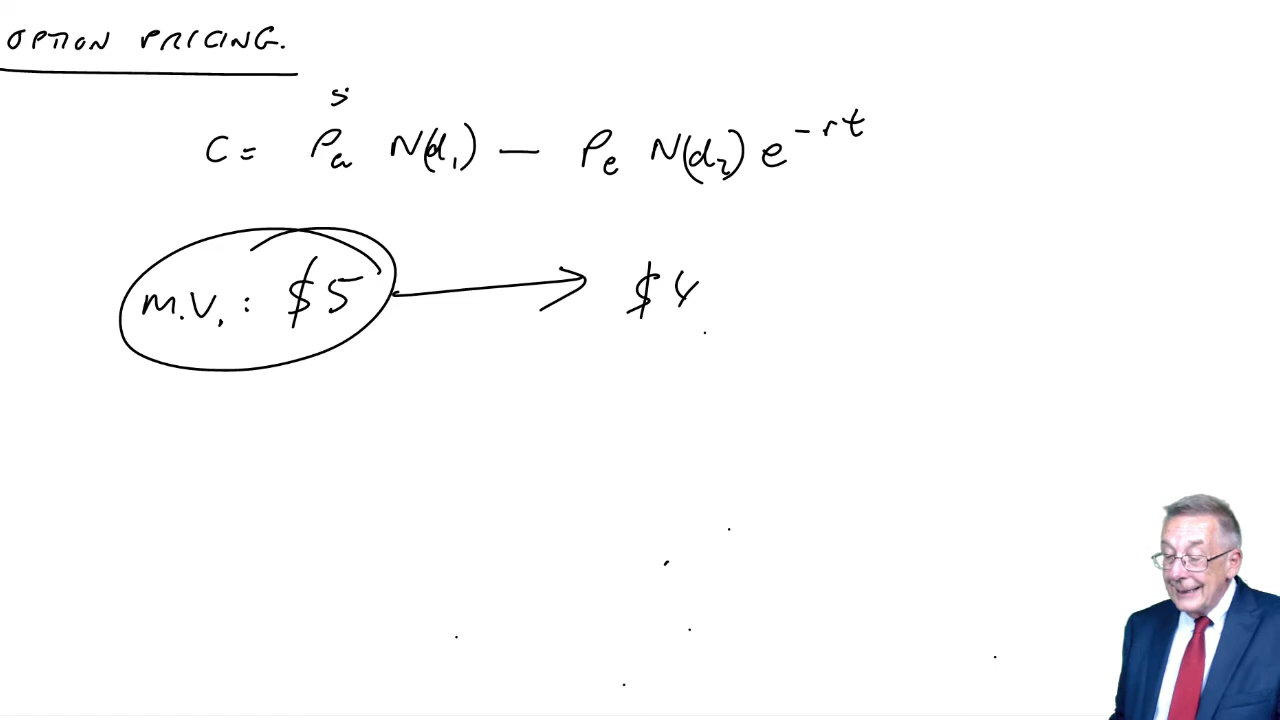 OPTION PRICING.
s
C = Pa N(d1) — Pe N(d2) e^-rt
M.V. : $5 → $4